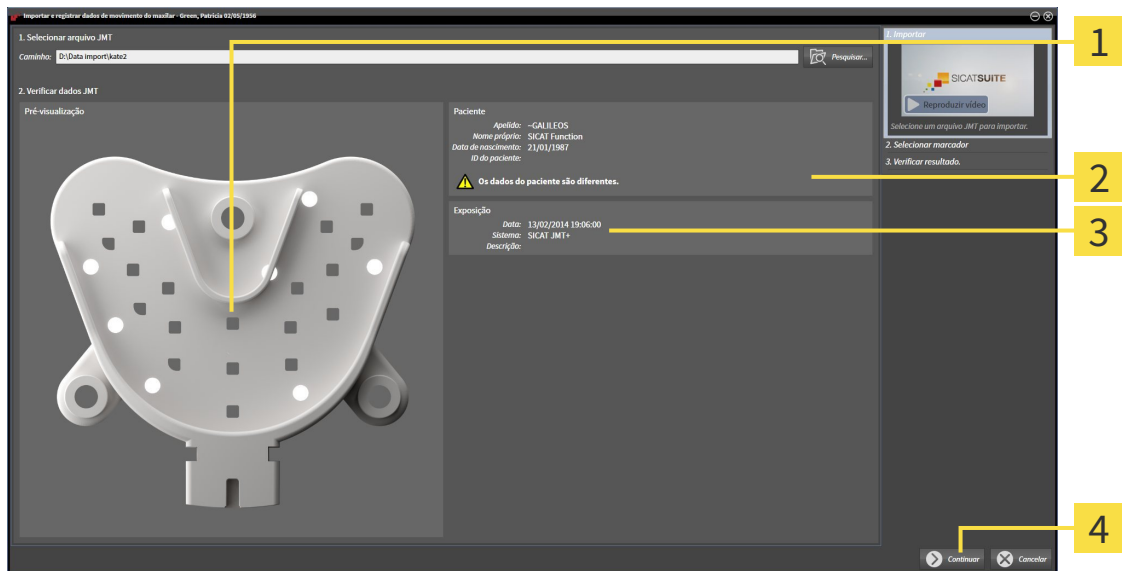 Importar e registrar dados de movimento do maxilar - Green, Patricia 02/05/1956
1. Selecionar arquivo JMT
Caminho: D:\Data import\kate2
Pesquisar...
2. Verificar dados JMT
Pré-visualização
Paciente
Apelido: ~GALILEOS
Nome próprio: SICAT Function
Data de nascimento: 21/01/1987
ID do paciente:
Os dados do paciente são diferentes.
Exposição
Data: 13/02/2014 19:06:00
Sistema: SICAT JMT+
Descrição:
1. Importar
SICATSUITE
Reproduzir vídeo
Selecione um arquivo JMT para importar.
2. Selecionar marcador
3. Verificar resultado.
Continuar
Cancelar
1
2
3
4